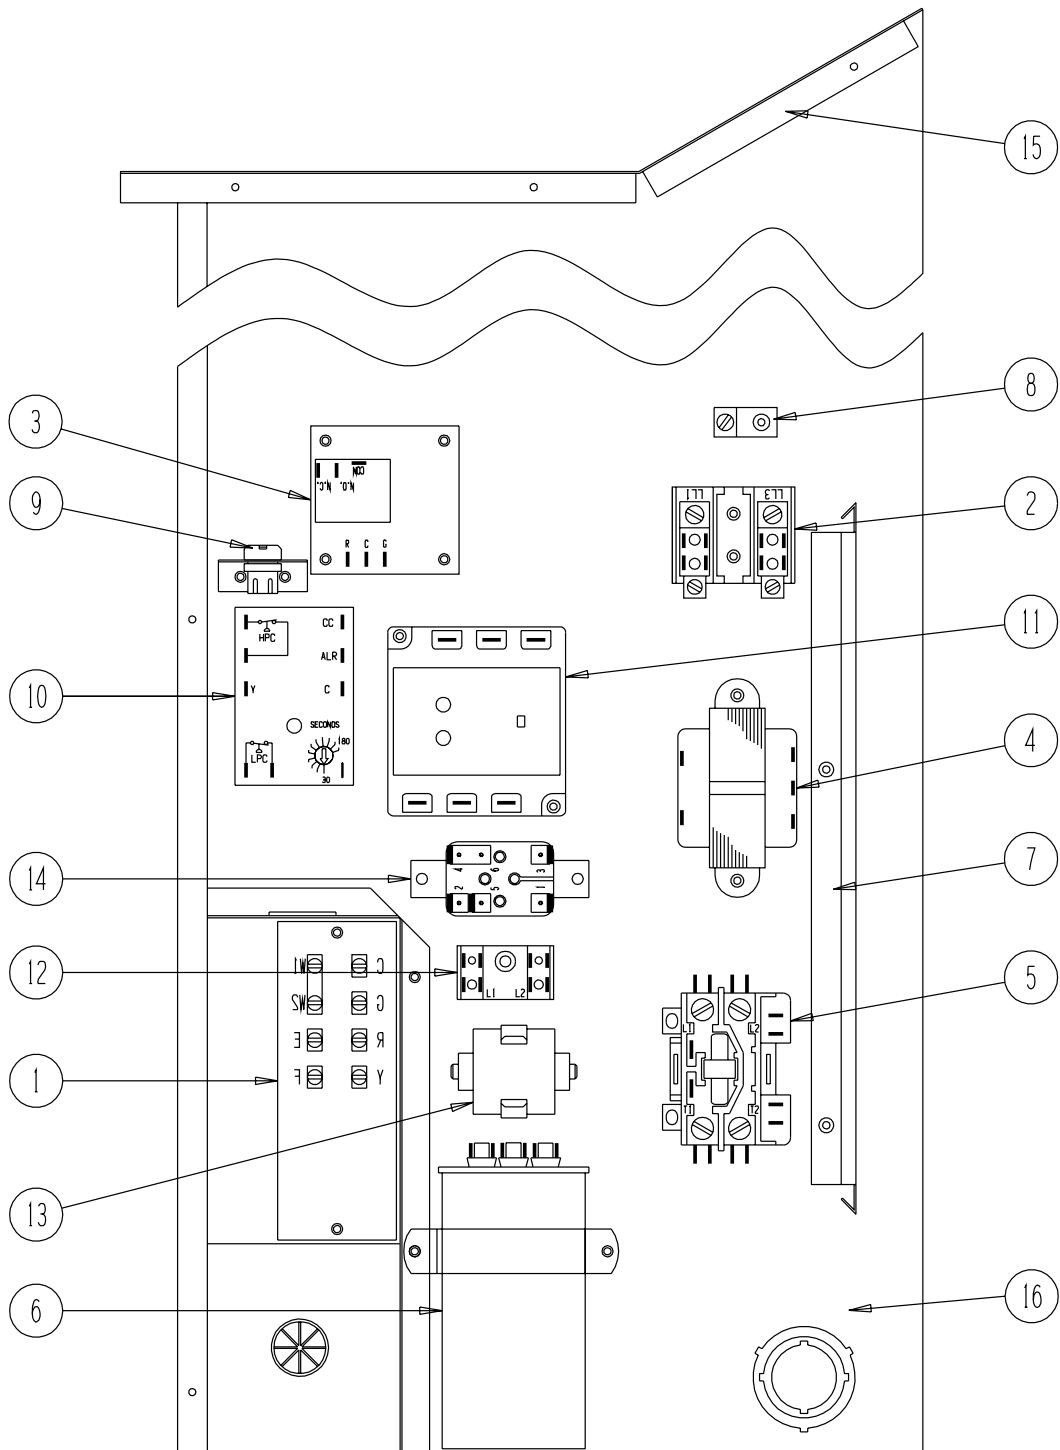 15
8
3
CON
N.C. N.O.
9
LL1 LL3
2
R C G
11
CC
HPC
ALR
10
Y C
SECONDS
180
LPC
30
4
14
4 6 3
2 5 1
7
12
W1 C
L1 L2
5
W2 G
E R
L1 L2
1
F Y
T1 T2
13
6
16